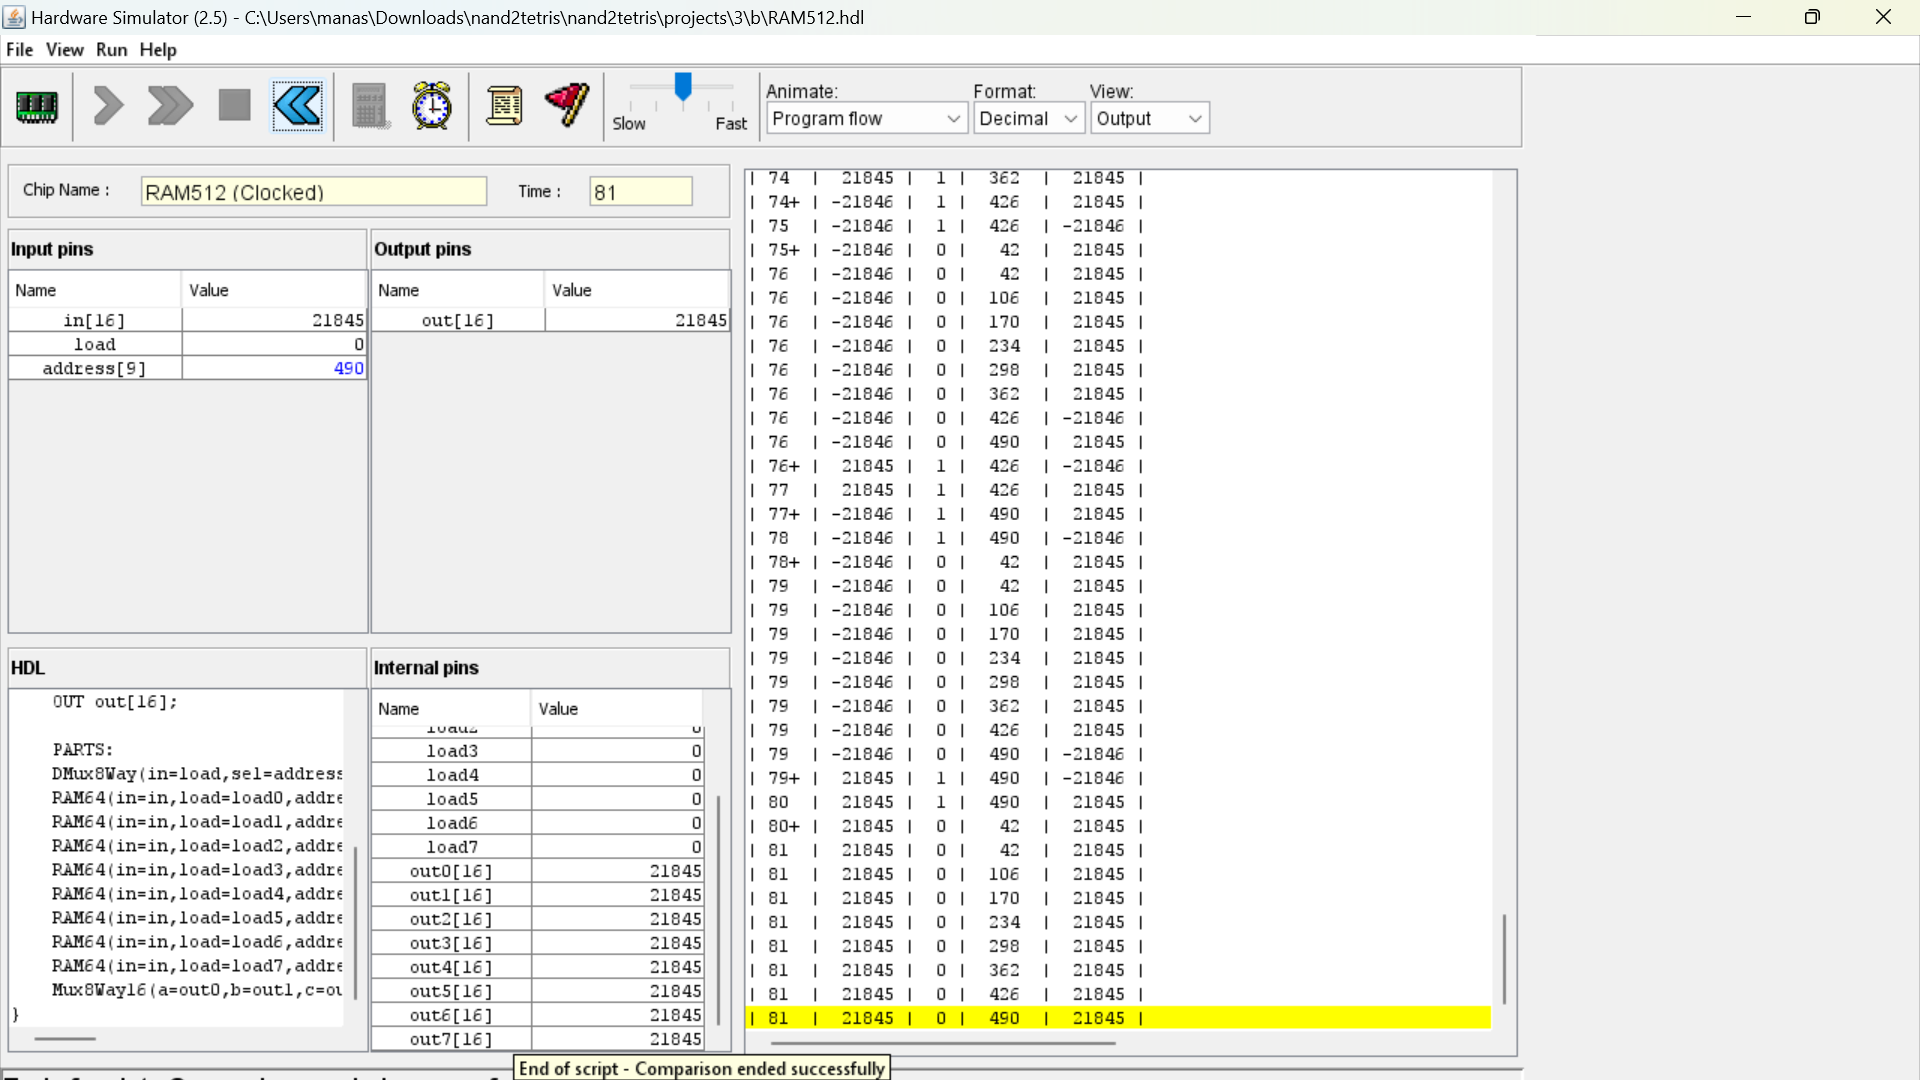 Hardware Simulator (2.5) - C:\Users\manas\Downloads\nand2tetris\nand2tetris\projects\3\b\RAM512.hdl
File View Run Help
Slow Fast
Animate:
Program flow
Format:
Decimal
View:
Output
Chip Name : RAM512 (Clocked) Time : 81
Input pins
Name Value
in[16] 21845
load 0
address[9] 490
Output pins
Name Value
out[16] 21845
HDL
OUT out[16];
PARTS:
DMux8Way(in=load,sel=address
RAM64(in=in,load=load0,addre
RAM64(in=in,load=load1,addre
RAM64(in=in,load=load2,addre
RAM64(in=in,load=load3,addre
RAM64(in=in,load=load4,addre
RAM64(in=in,load=load5,addre
RAM64(in=in,load=load6,addre
RAM64(in=in,load=load7,addre
Mux8Way16(a=out0,b=out1,c=ou
}
Internal pins
Name Value
load2 0
load3 0
load4 0
load5 0
load6 0
load7 0
out0[16] 21845
out1[16] 21845
out2[16] 21845
out3[16] 21845
out4[16] 21845
out5[16] 21845
out6[16] 21845
out7[16] 21845
| 74 | 21845 | 1 | 362 | 21845 |
| 74+ | -21846 | 1 | 426 | 21845 |
| 75 | -21846 | 1 | 426 | -21846 |
| 75+ | -21846 | 0 | 42 | 21845 |
| 76 | -21846 | 0 | 42 | 21845 |
| 76 | -21846 | 0 | 106 | 21845 |
| 76 | -21846 | 0 | 170 | 21845 |
| 76 | -21846 | 0 | 234 | 21845 |
| 76 | -21846 | 0 | 298 | 21845 |
| 76 | -21846 | 0 | 362 | 21845 |
| 76 | -21846 | 0 | 426 | -21846 |
| 76 | -21846 | 0 | 490 | 21845 |
| 76+ | 21845 | 1 | 426 | -21846 |
| 77 | 21845 | 1 | 426 | 21845 |
| 77+ | -21846 | 1 | 490 | 21845 |
| 78 | -21846 | 1 | 490 | -21846 |
| 78+ | -21846 | 0 | 42 | 21845 |
| 79 | -21846 | 0 | 42 | 21845 |
| 79 | -21846 | 0 | 106 | 21845 |
| 79 | -21846 | 0 | 170 | 21845 |
| 79 | -21846 | 0 | 234 | 21845 |
| 79 | -21846 | 0 | 298 | 21845 |
| 79 | -21846 | 0 | 362 | 21845 |
| 79 | -21846 | 0 | 426 | 21845 |
| 79 | -21846 | 0 | 490 | -21846 |
| 79+ | 21845 | 1 | 490 | -21846 |
| 80 | 21845 | 1 | 490 | 21845 |
| 80+ | 21845 | 0 | 42 | 21845 |
| 81 | 21845 | 0 | 42 | 21845 |
| 81 | 21845 | 0 | 106 | 21845 |
| 81 | 21845 | 0 | 170 | 21845 |
| 81 | 21845 | 0 | 234 | 21845 |
| 81 | 21845 | 0 | 298 | 21845 |
| 81 | 21845 | 0 | 362 | 21845 |
| 81 | 21845 | 0 | 426 | 21845 |
| 81 | 21845 | 0 | 490 | 21845 |
End of script - Comparison ended successfully